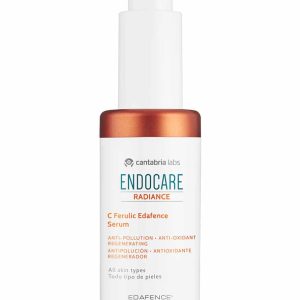 cantabria labs
ENDOCARE
RADIANCE
C Ferulic Edafence
Serum
ANTI-POLLUTION · ANTI-OXIDANT
REGENERATING
ANTIPOLUCIÓN · ANTIOXIDANTE
REGENERADOR
All skin types
Todo tipo de pieles
EDAFENCE®